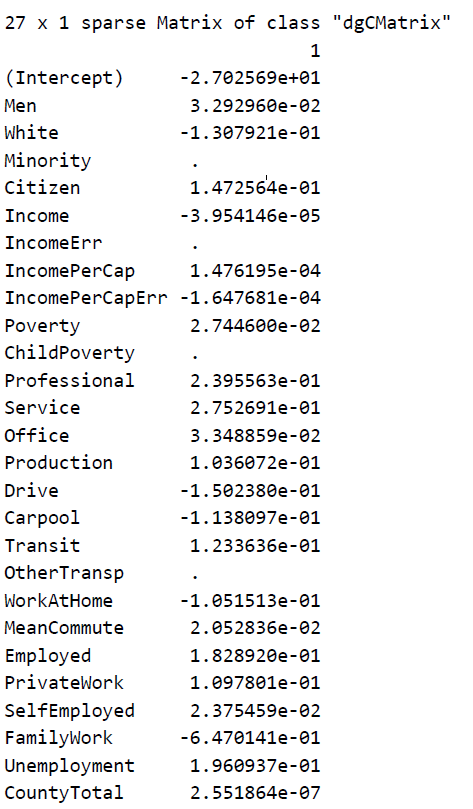 27 x 1 sparse Matrix of class "dgCMatrix"
1
(Intercept) -2.702569e+01
Men 3.292960e-02
White -1.307921e-01
Minority .
Citizen 1.472564e-01
Income -3.954146e-05
IncomeErr .
IncomePerCap 1.476195e-04
IncomePerCapErr -1.647681e-04
Poverty 2.744600e-02
ChildPoverty .
Professional 2.395563e-01
Service 2.752691e-01
Office 3.348859e-02
Production 1.036072e-01
Drive -1.502380e-01
Carpool -1.138097e-01
Transit 1.233636e-01
OtherTransp .
WorkAtHome -1.051513e-01
MeanCommute 2.052836e-02
Employed 1.828920e-01
PrivateWork 1.097801e-01
SelfEmployed 2.375459e-02
FamilyWork -6.470141e-01
Unemployment 1.960937e-01
CountyTotal 2.551864e-07